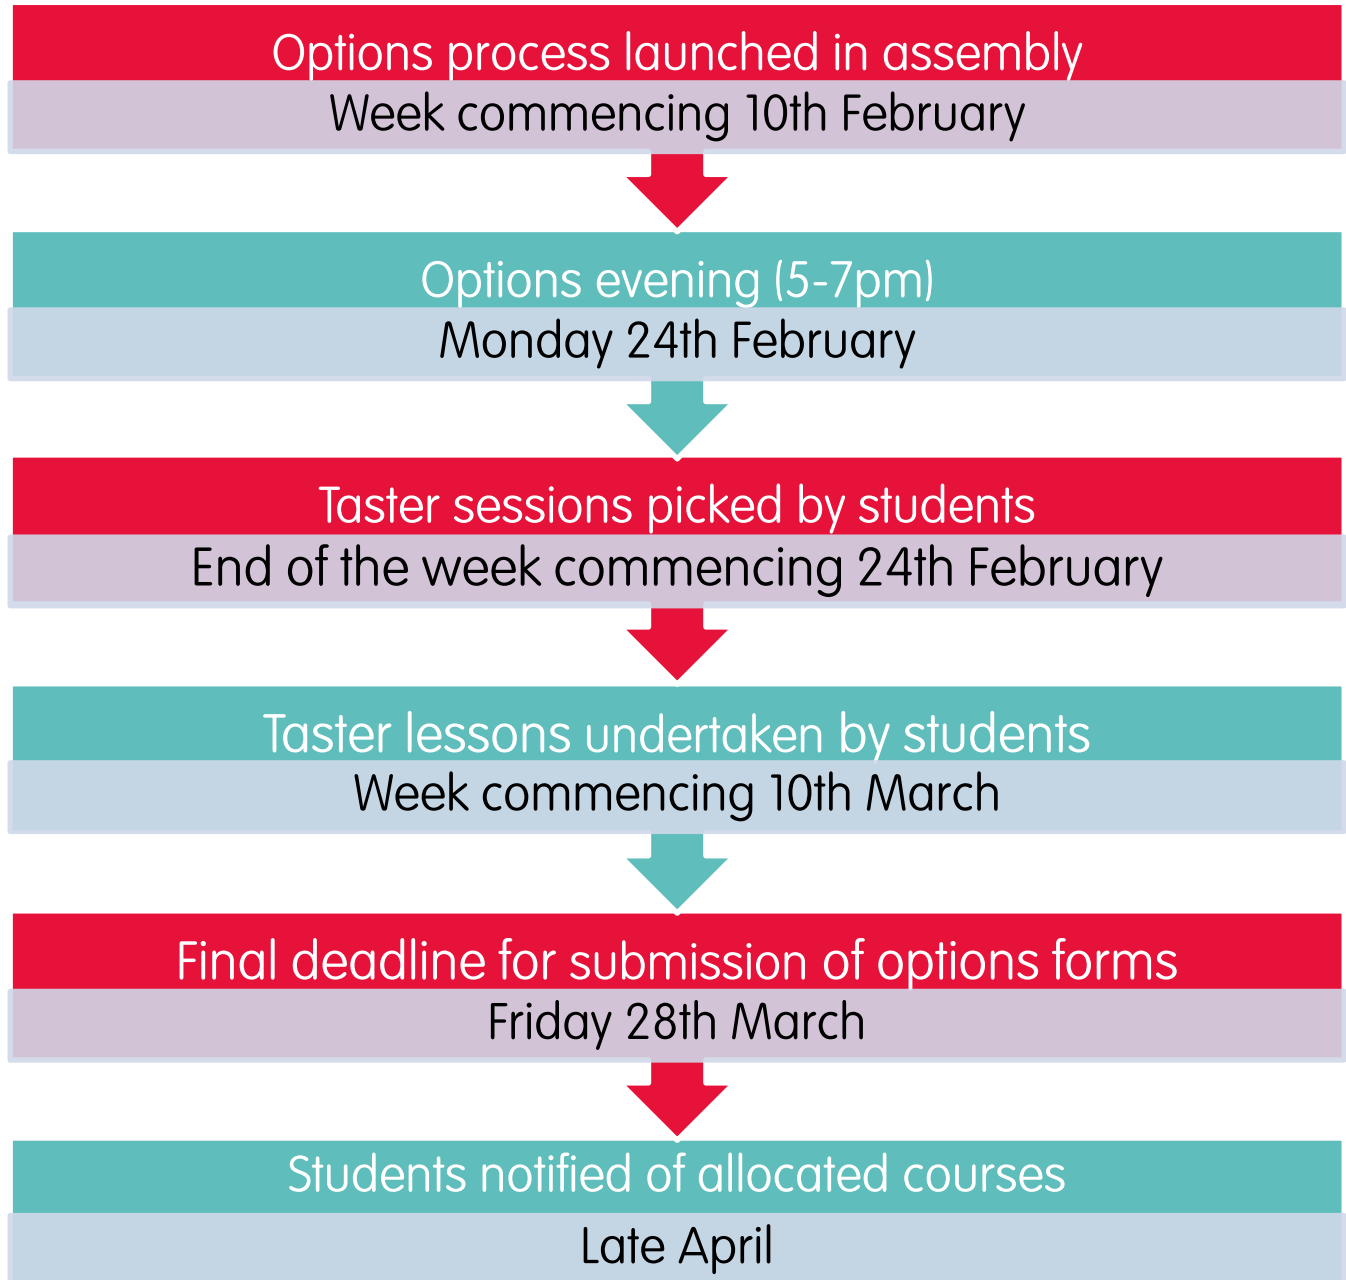 Options process launched in assembly
Week commencing 10th February
Options evening (5-7pm)
Monday 24th February
Taster sessions picked by students
End of the week commencing 24th February
Taster lessons undertaken by students
Week commencing 10th March
Final deadline for submission of options forms
Friday 28th March
Students notified of allocated courses
Late April